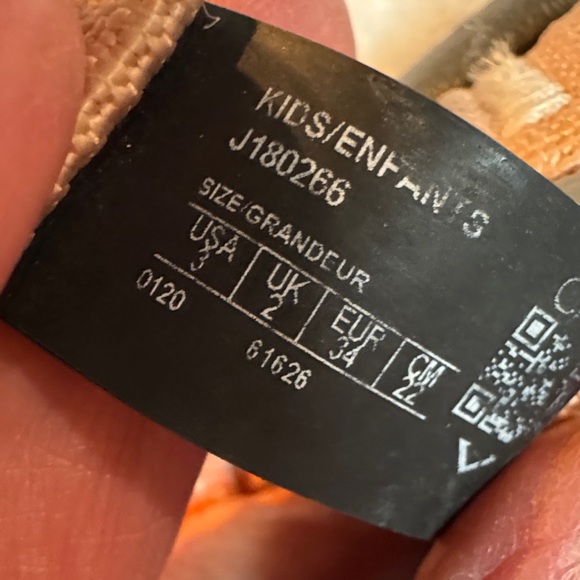 KIDS/ENFANTS
J180266
SIZE/GRANDEUR
USA UK EUR CM
3 2 34 22
0120 61626